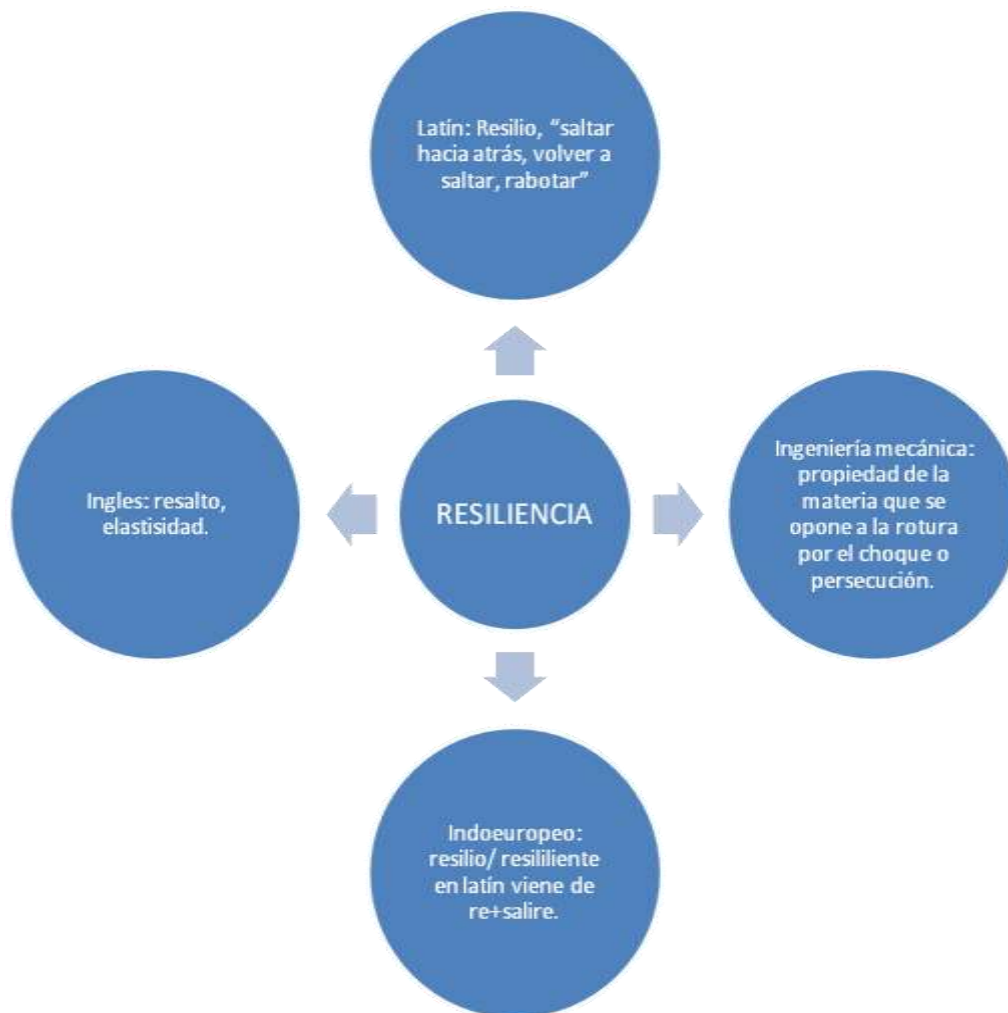 Latín: Resilio, “saltar
hacia atrás, volver a
saltar, rabotar”
Ingles: resalto,
elastisidad.
RESILIENCIA
Ingeniería mecánica:
propiedad de la
materia que se
opone a la rotura
por el choque o
persecución.
Indoeuropeo:
resilio/ resililiente
en latín viene de
re+salire.